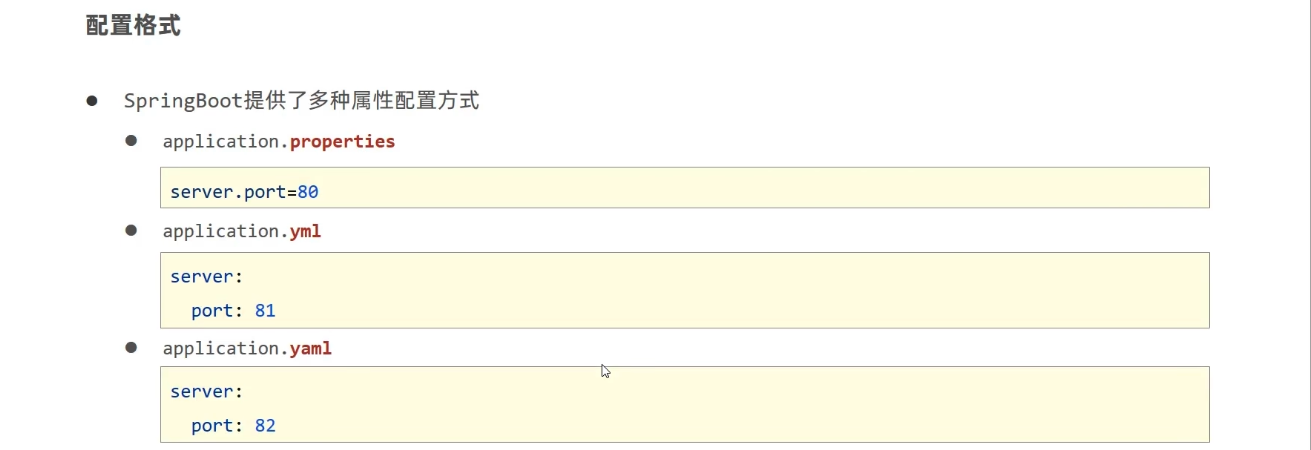 配置格式
SpringBoot提供了多种属性配置方式
application.properties
server.port=80
application.yml
server:
  port: 81
application.yaml
server:
  port: 82